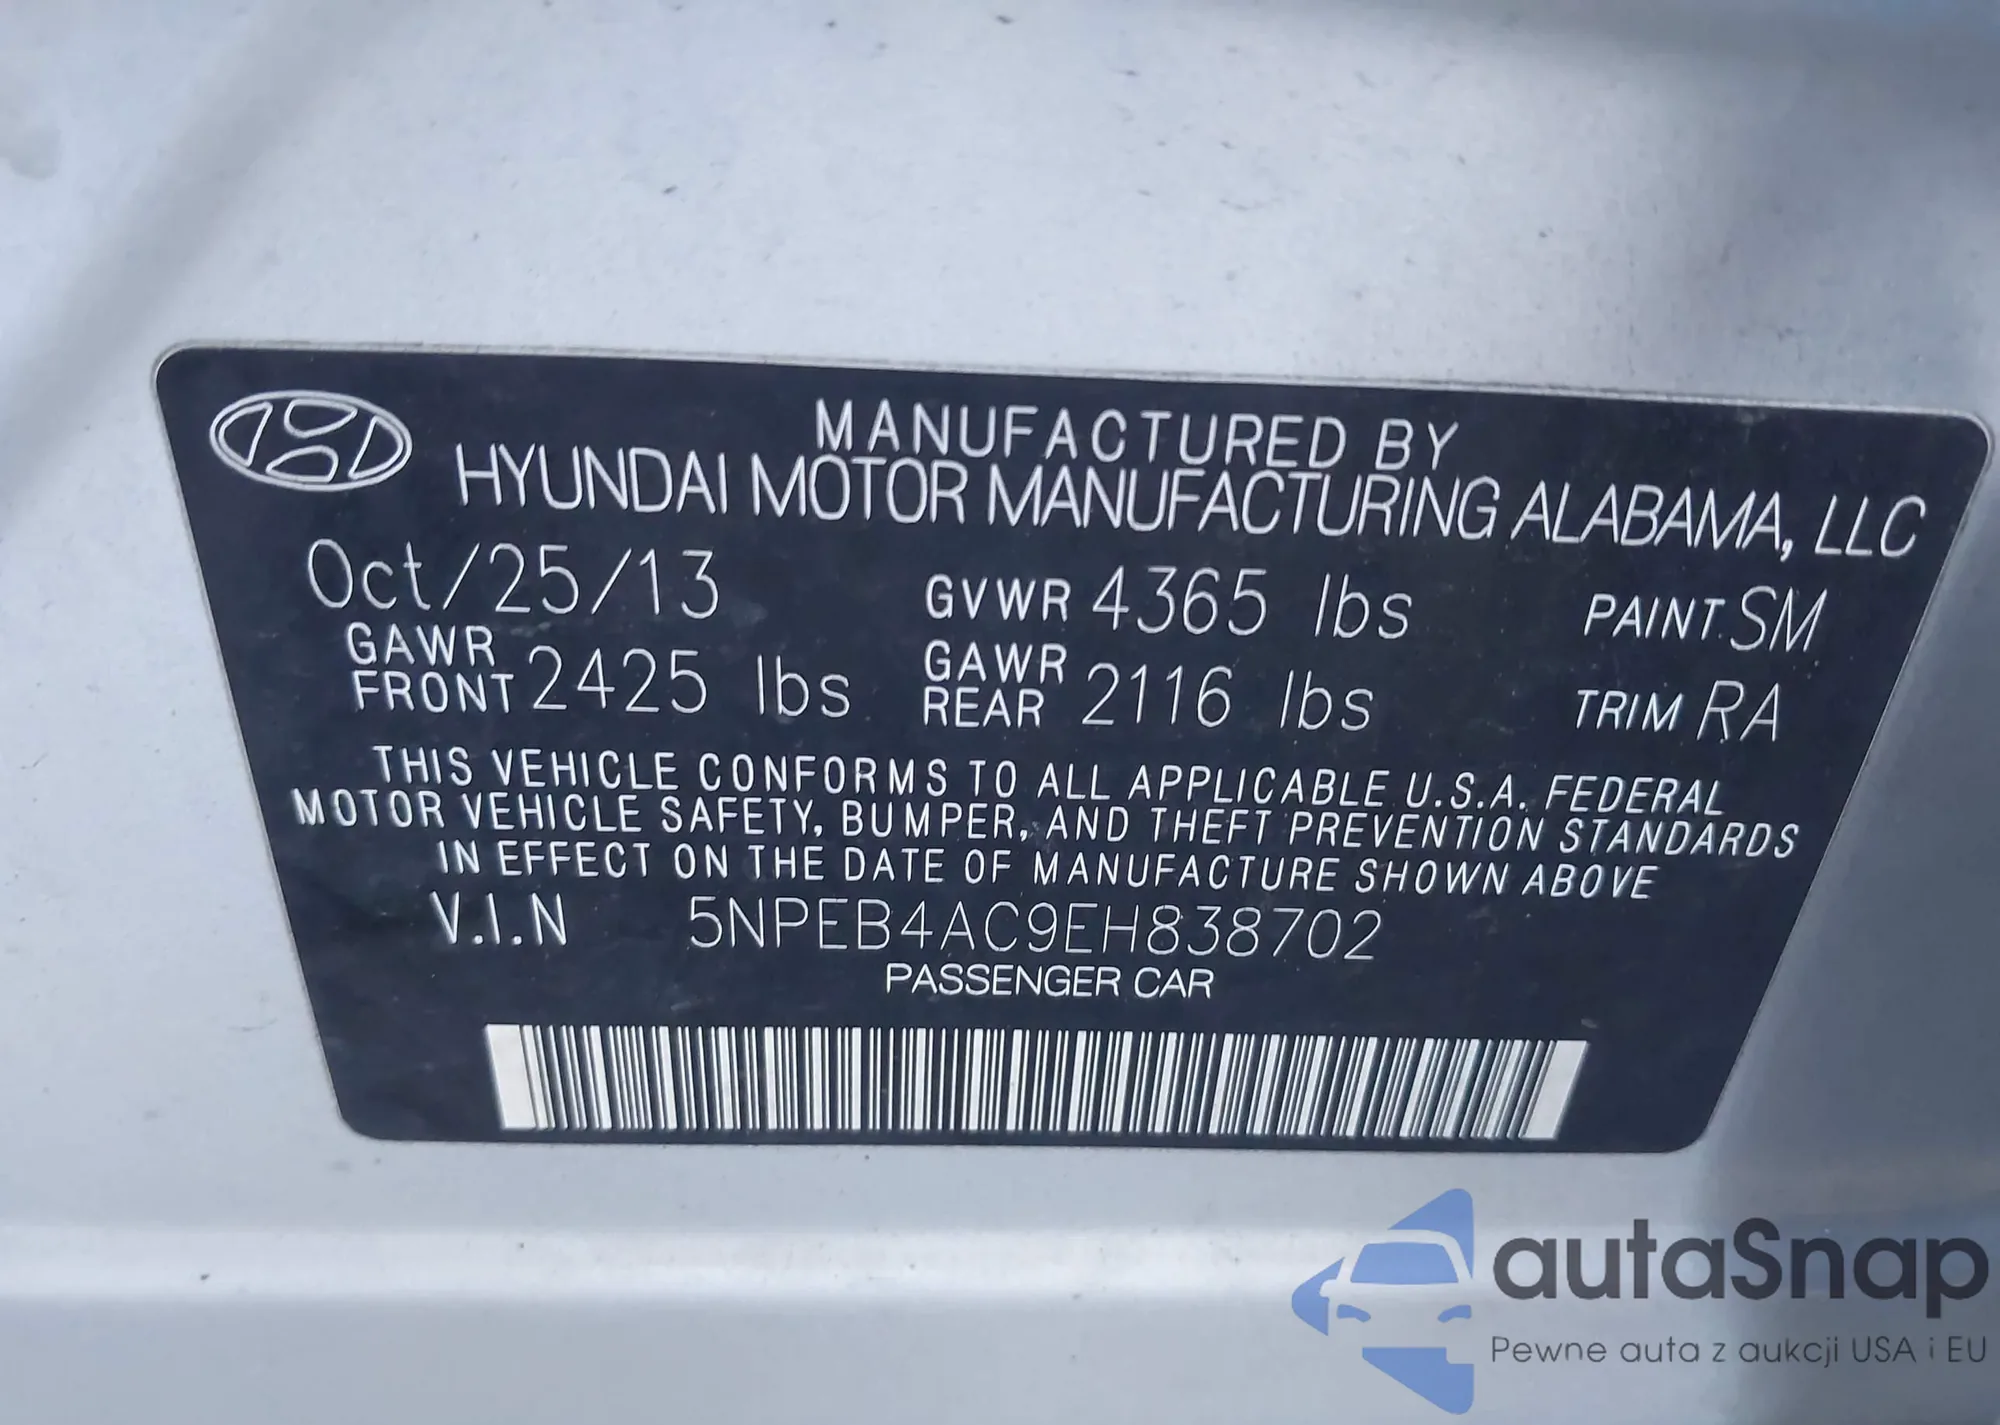 MANUFACTURED BY
HYUNDAI MOTOR MANUFACTURING ALABAMA, LLC
Oct/25/13 GVWR 4365 lbs PAINT SM
GAWR FRONT 2425 lbs GAWR REAR 2116 lbs TRIM RA
THIS VEHICLE CONFORMS TO ALL APPLICABLE U.S.A. FEDERAL
MOTOR VEHICLE SAFETY, BUMPER, AND THEFT PREVENTION STANDARDS
IN EFFECT ON THE DATE OF MANUFACTURE SHOWN ABOVE
V.I.N 5NPEB4AC9EH838702
PASSENGER CAR
autaSnap
Pewne auta z aukcji USA i EU